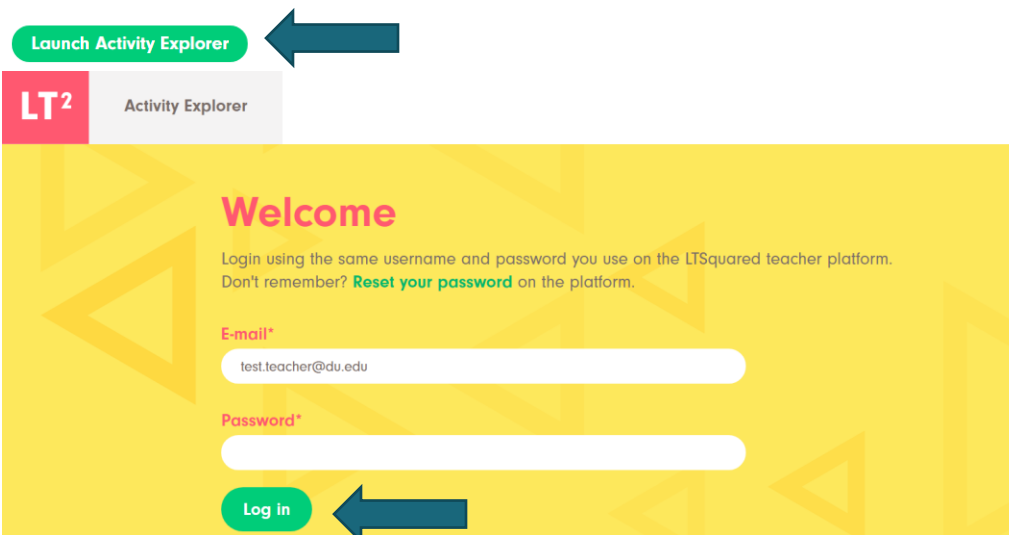 Launch Activity Explorer
LT²
Activity Explorer
Welcome
Login using the same username and password you use on the LTSquared teacher platform.
Don't remember? Reset your password on the platform.
E-mail*
test.teacher@du.edu
Password*
Log in